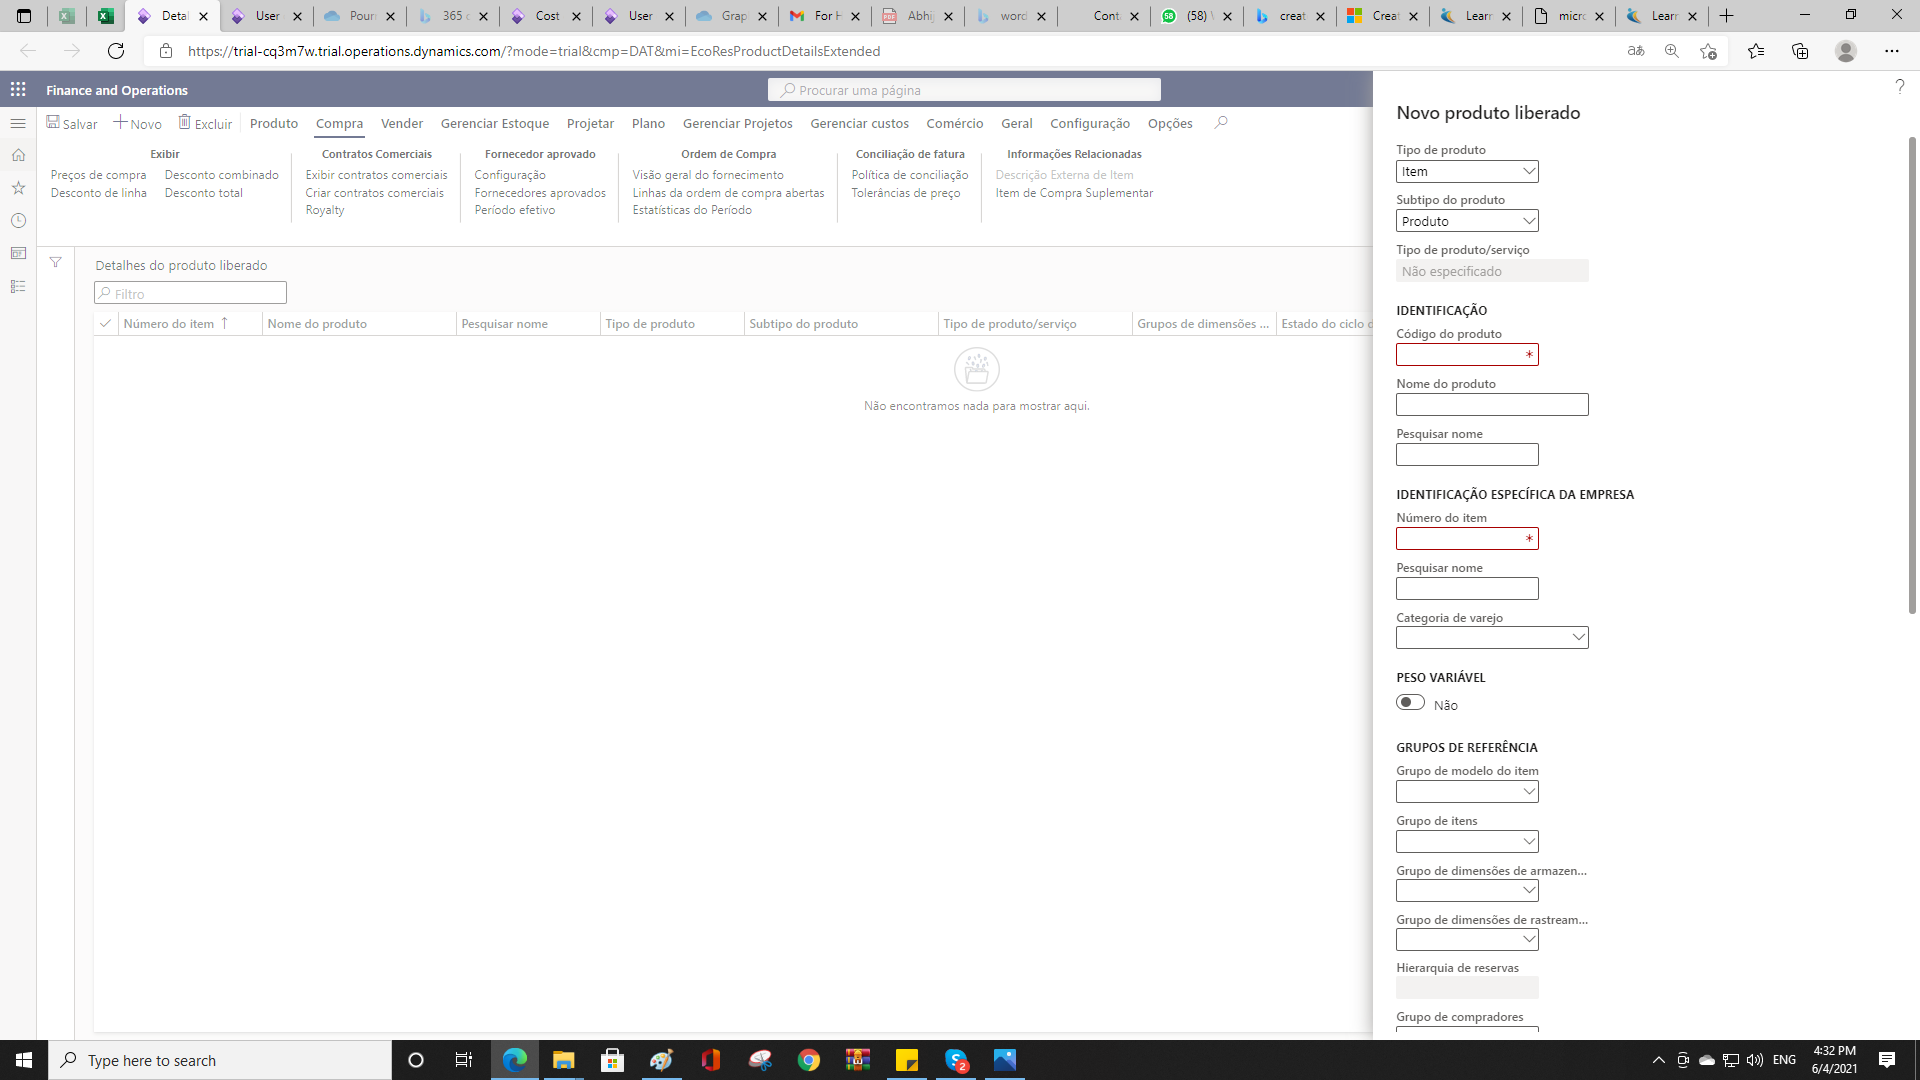 Detai
User
Pourr
365 c
Cost
User
Grap
For H
Abhij
word
Conta
(58) \
creat
Creat
Learr
micro
Learr
https://trial-cq3m7w.trial.operations.dynamics.com/?mode=trial&cmp=DAT&mi=EcoResProductDetailsExtended
Finance and Operations
Procurar uma página
?
Salvar Novo Excluir Produto Compra Vender Gerenciar Estoque Projetar Plano Gerenciar Projetos Gerenciar custos Comércio Geral Configuração Opções
Exibir
Preços de compra Desconto combinado
Desconto de linha Desconto total
Contratos Comerciais
Exibir contratos comerciais
Criar contratos comerciais
Royalty
Fornecedor aprovado
Configuração
Fornecedores aprovados
Período efetivo
Ordem de Compra
Visão geral do fornecimento
Linhas da ordem de compra abertas
Estatísticas do Período
Conciliação de fatura
Política de conciliação
Tolerâncias de preço
Informações Relacionadas
Descrição Externa de Item
Item de Compra Suplementar
Detalhes do produto liberado
Filtro
Número do item Nome do produto Pesquisar nome Tipo de produto Subtipo do produto Tipo de produto/serviço Grupos de dimensões ... Estado do ciclo d
Não encontramos nada para mostrar aqui.
Novo produto liberado
Tipo de produto
Item
Subtipo do produto
Produto
Tipo de produto/serviço
Não especificado
IDENTIFICAÇÃO
Código do produto
*
Nome do produto
Pesquisar nome
IDENTIFICAÇÃO ESPECÍFICA DA EMPRESA
Número do item
*
Pesquisar nome
Categoria de varejo
PESO VARIÁVEL
Não
GRUPOS DE REFERÊNCIA
Grupo de modelo do item
Grupo de itens
Grupo de dimensões de armazen...
Grupo de dimensões de rastream...
Hierarquia de reservas
Grupo de compradores
Type here to search
2
ENG
4:32 PM
6/4/2021